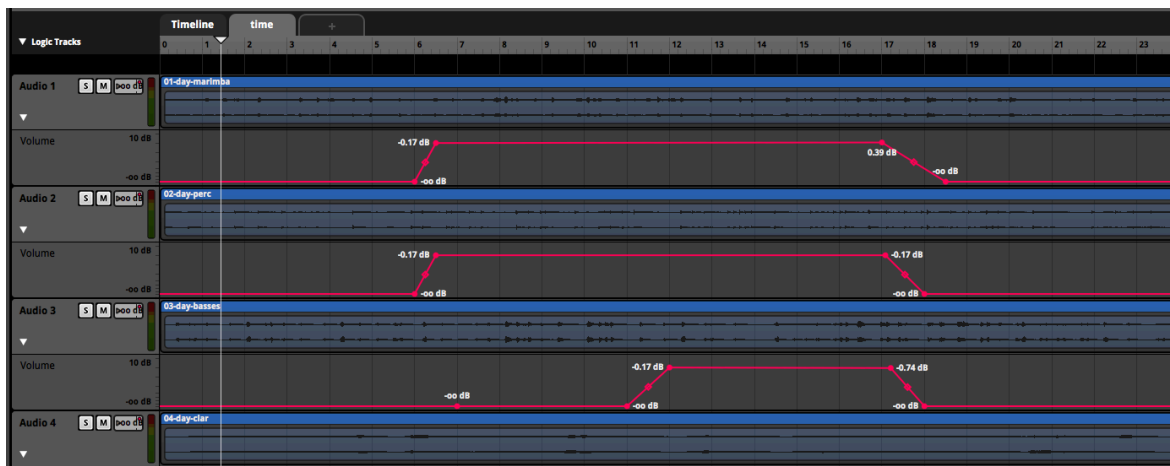 Timeline time +
Logic Tracks
0 1 2 3 4 5 6 7 8 9 10 11 12 13 14 15 16 17 18 19 20 21 22 23
Audio 1 S M -oo dB
01-day-marimba
Volume 10 dB
-oo dB
-0.17 dB
-oo dB
0.39 dB
-oo dB
Audio 2 S M -oo dB
02-day-perc
Volume 10 dB
-oo dB
-0.17 dB
-oo dB
-0.17 dB
-oo dB
Audio 3 S M -oo dB
03-day-basses
Volume 10 dB
-oo dB
-oo dB
-0.17 dB
-oo dB
-0.74 dB
-oo dB
Audio 4 S M -oo dB
04-day-clar